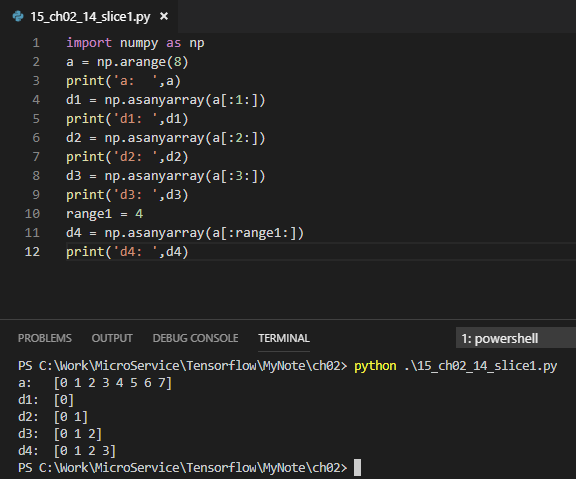 15_ch02_14_slice1.py ×
1 import numpy as np
2 a = np.arange(8)
3 print('a:  ',a)
4 d1 = np.asanyarray(a[:1:])
5 print('d1: ',d1)
6 d2 = np.asanyarray(a[:2:])
7 print('d2: ',d2)
8 d3 = np.asanyarray(a[:3:])
9 print('d3: ',d3)
10 range1 = 4
11 d4 = np.asanyarray(a[:range1:])
12 print('d4: ',d4)
PROBLEMS OUTPUT DEBUG CONSOLE TERMINAL 1: powershell
PS C:\Work\MicroService\Tensorflow\MyNote\ch02> python .\15_ch02_14_slice1.py
a:   [0 1 2 3 4 5 6 7]
d1:  [0]
d2:  [0 1]
d3:  [0 1 2]
d4:  [0 1 2 3]
PS C:\Work\MicroService\Tensorflow\MyNote\ch02>